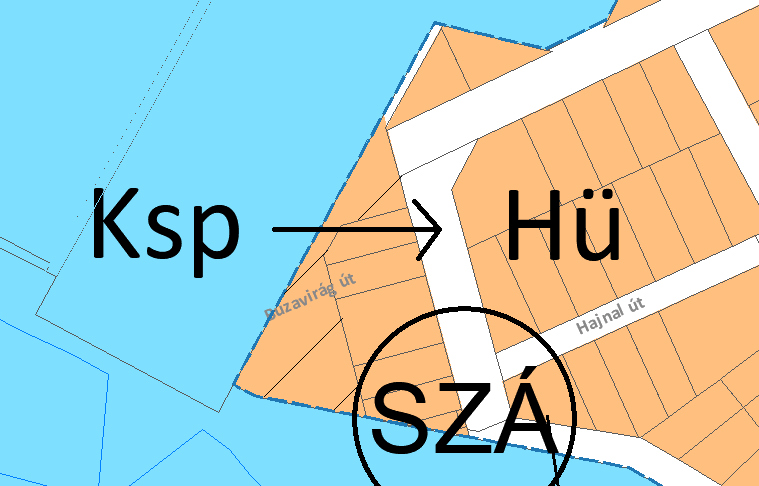 Ksp
Hü
Búzavirág út
Hajnal út
SZÁ